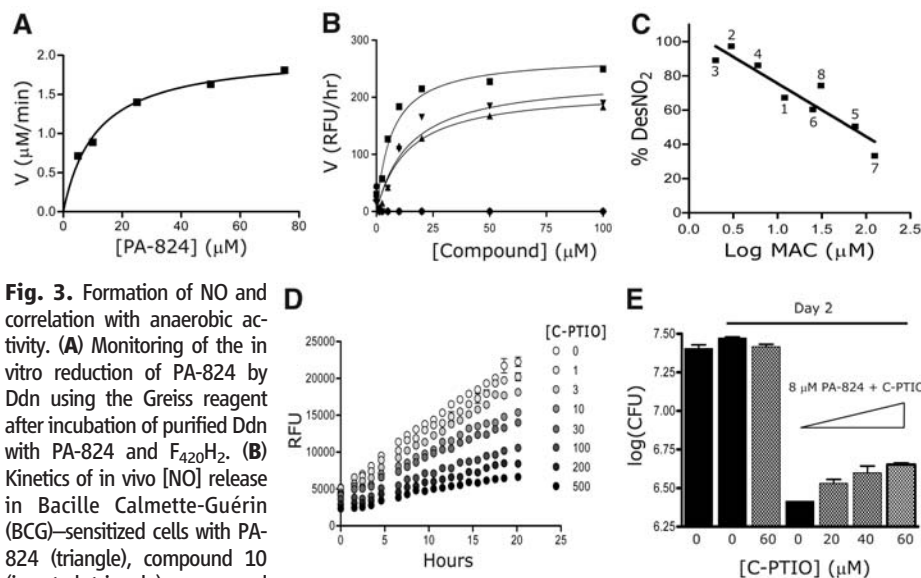 A
V (μM/min)
2.0
1.5
1.0
0.5
0.0
0 20 40 60 80
[PA-824] (μM)
B
V (RFU/hr)
300
200
100
0
0 25 50 75 100
[Compound] (μM)
C
% DesNO2
100
80
60
40
20
0
2
3
4
8
1
6
5
7
0.0 0.5 1.0 1.5 2.0 2.5
Log MAC (μM)
Fig. 3. Formation of NO and
correlation with anaerobic ac-
tivity. (A) Monitoring of the in
vitro reduction of PA-824 by
Ddn using the Greiss reagent
after incubation of purified Ddn
with PA-824 and F420H2. (B)
Kinetics of in vivo [NO] release
in Bacille Calmette-Guérin
(BCG)–sensitized cells with PA-
824 (triangle), compound 10
D
RFU
25000
20000
15000
10000
5000
0
0 5 10 15 20 25
Hours
[C-PTIO]
0
1
3
10
30
100
200
500
E
Day 2
log(CFU)
7.50
7.25
7.00
6.75
6.50
6.25
8 μM PA-824 + C-PTIO
0 0 60 0 20 40 60
[C-PTIO] (μM)